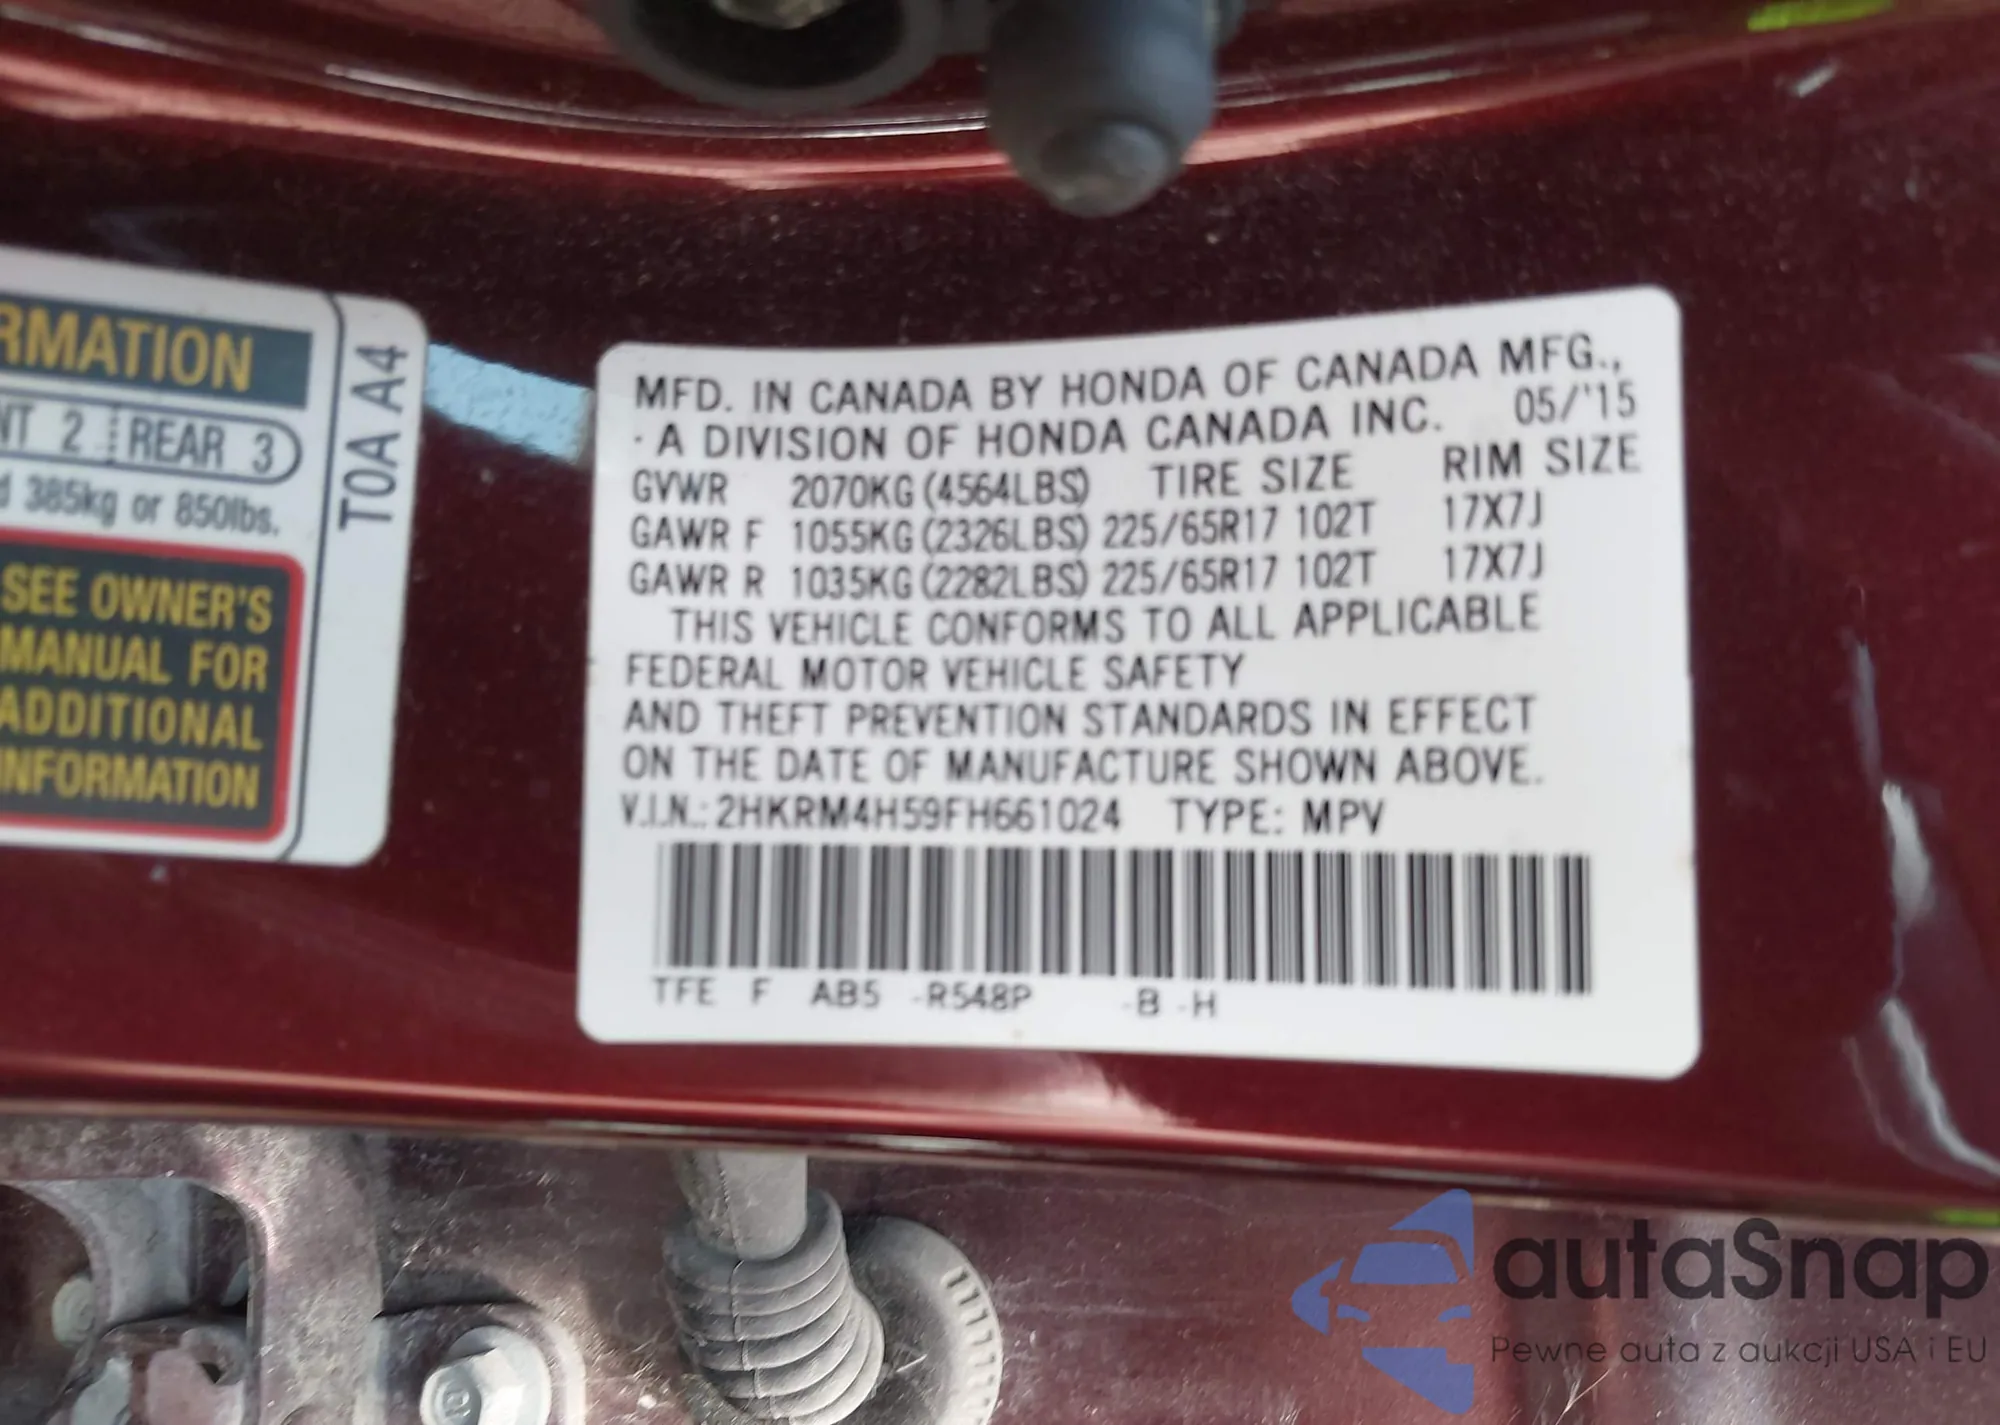 RMATION
NT 2 REAR 3
d 385kg or 850lbs.
SEE OWNER'S
MANUAL FOR
ADDITIONAL
INFORMATION
T0A A4
MFD. IN CANADA BY HONDA OF CANADA MFG.,
· A DIVISION OF HONDA CANADA INC. 05/'15
GVWR 2070KG (4564LBS) TIRE SIZE RIM SIZE
GAWR F 1055KG (2326LBS) 225/65R17 102T 17X7J
GAWR R 1035KG (2282LBS) 225/65R17 102T 17X7J
THIS VEHICLE CONFORMS TO ALL APPLICABLE
FEDERAL MOTOR VEHICLE SAFETY
AND THEFT PREVENTION STANDARDS IN EFFECT
ON THE DATE OF MANUFACTURE SHOWN ABOVE.
V.I.N.: 2HKRM4H59FH661024 TYPE: MPV
TFE F AB5 -R548P -B -H
autaSnap
Pewne auta z aukcji USA i EU